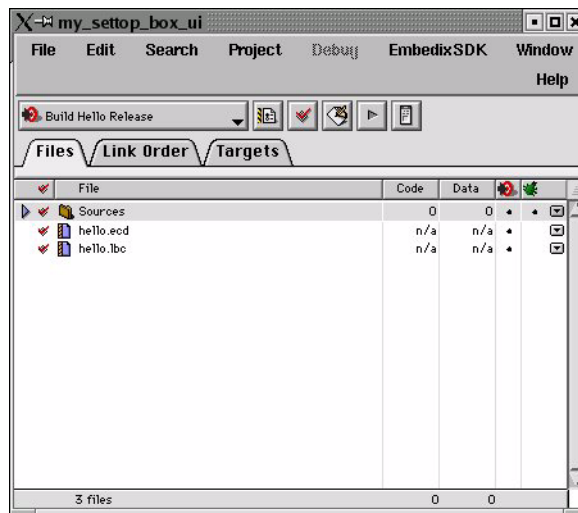 my_settop_box_ui
File Edit Search Project Debug EmbedixSDK Window
Help
Build Hello Release
Files Link Order Targets
File Code Data
Sources 0 0
hello.ecd n/a n/a
hello.lbc n/a n/a
3 files 0 0